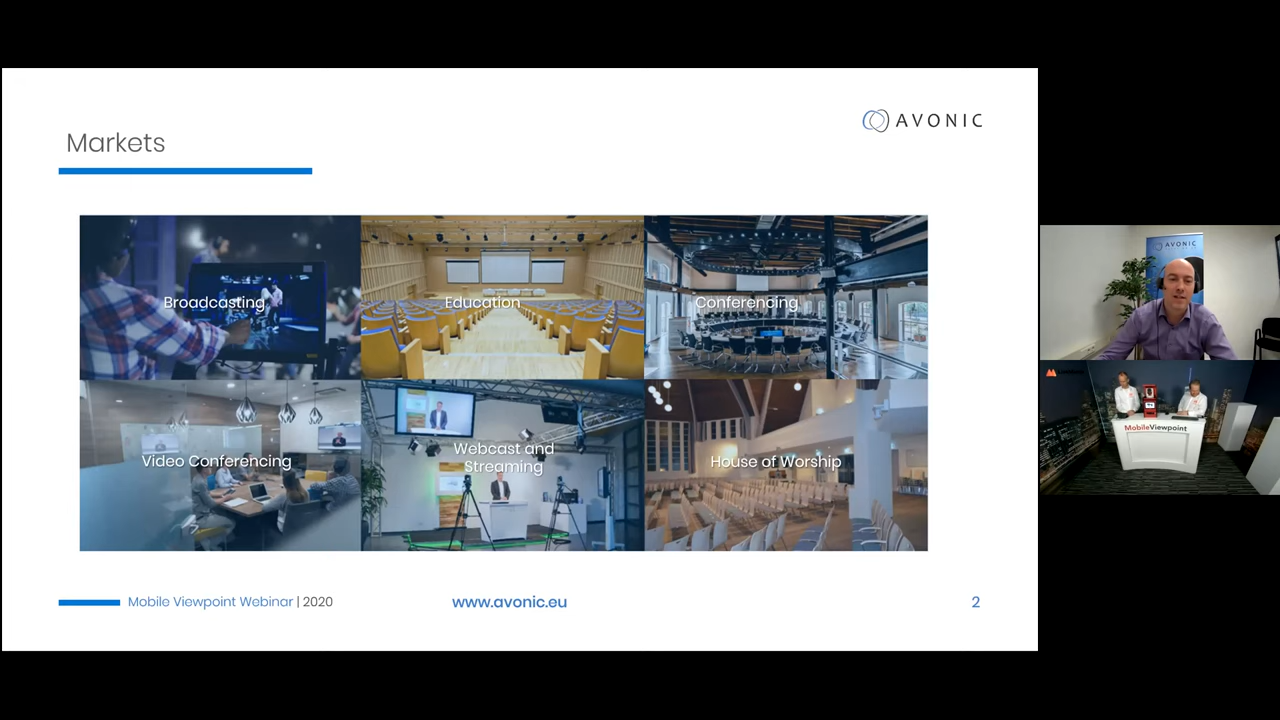 Markets
AVONIC
Broadcasting
Education
Conferencing
Video Conferencing
Webcast and
Streaming
House of Worship
Mobile Viewpoint Webinar | 2020
www.avonic.eu
2
AVONIC
MobileViewpoint